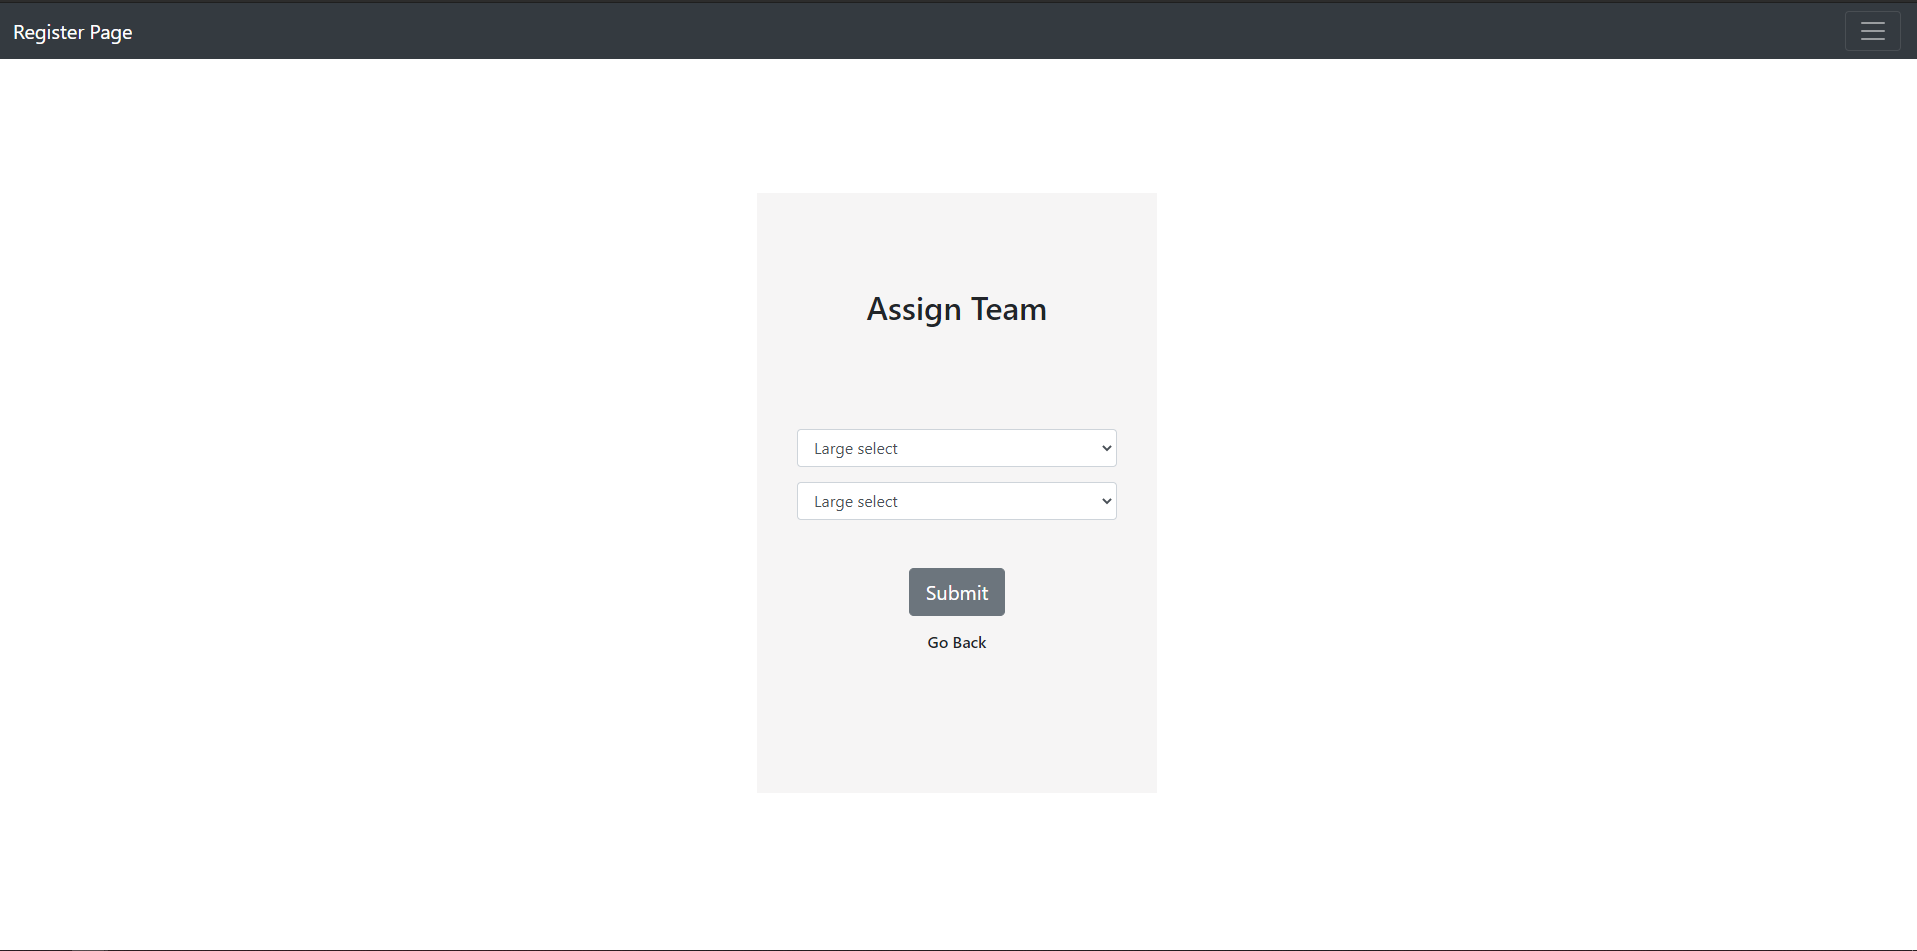 Register Page
Assign Team
Large select
Large select
Submit
Go Back